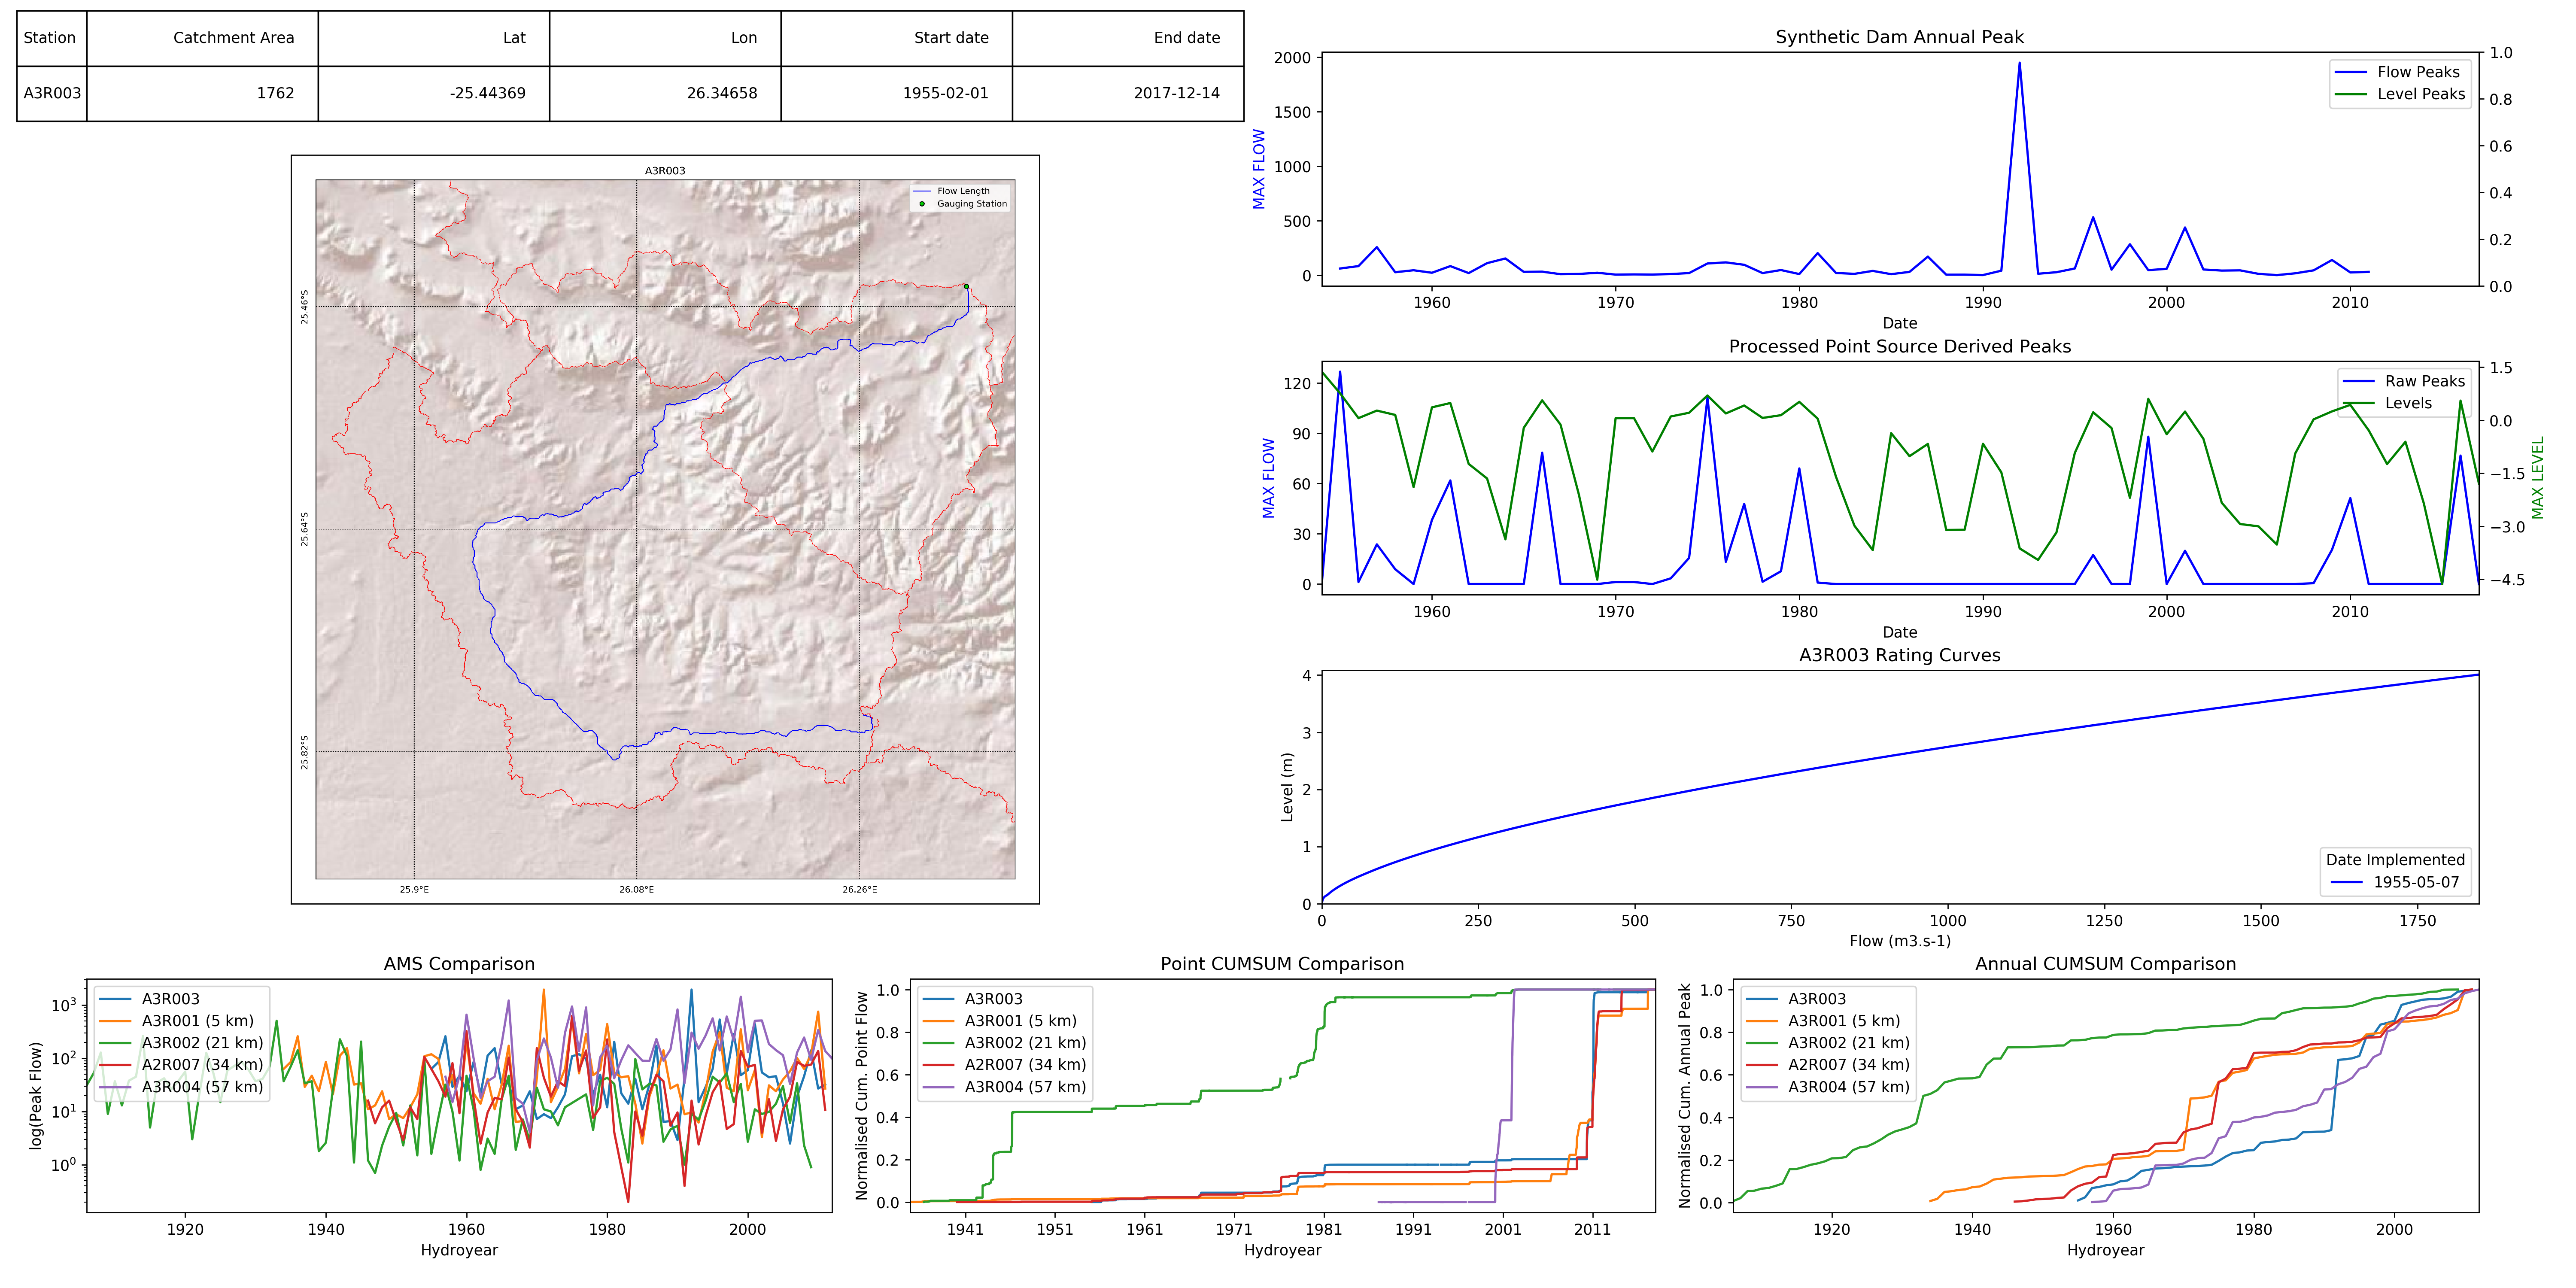 Station Catchment Area Lat Lon Start date End date
A3R003 1762 -25.44369 26.34658 1955-02-01 2017-12-14
A3R003
Flow Length
Gauging Station
25.46°S
25.64°S
25.82°S
25.9°E 26.08°E 26.26°E
Synthetic Dam Annual Peak
Flow Peaks
Level Peaks
MAX FLOW
2000
1500
1000
500
0
1.0
0.8
0.6
0.4
0.2
0.0
1960 1970 1980 1990 2000 2010
Date
Processed Point Source Derived Peaks
Raw Peaks
Levels
MAX FLOW
120
90
60
30
0
1.5
0.0
−1.5
−3.0
−4.5
MAX LEVEL
1960 1970 1980 1990 2000 2010
Date
A3R003 Rating Curves
Level (m)
4
3
2
1
0
Date Implemented
1955-05-07
0 250 500 750 1000 1250 1500 1750
Flow (m3.s-1)
AMS Comparison
A3R003
A3R001 (5 km)
A3R002 (21 km)
A2R007 (34 km)
A3R004 (57 km)
log(Peak Flow)
10³
10²
10¹
10⁰
1920 1940 1960 1980 2000
Hydroyear
Point CUMSUM Comparison
A3R003
A3R001 (5 km)
A3R002 (21 km)
A2R007 (34 km)
A3R004 (57 km)
Normalised Cum. Point Flow
1.0
0.8
0.6
0.4
0.2
0.0
1941 1951 1961 1971 1981 1991 2001 2011
Hydroyear
Annual CUMSUM Comparison
A3R003
A3R001 (5 km)
A3R002 (21 km)
A2R007 (34 km)
A3R004 (57 km)
Normalised Cum. Annual Peak
1.0
0.8
0.6
0.4
0.2
0.0
1920 1940 1960 1980 2000
Hydroyear